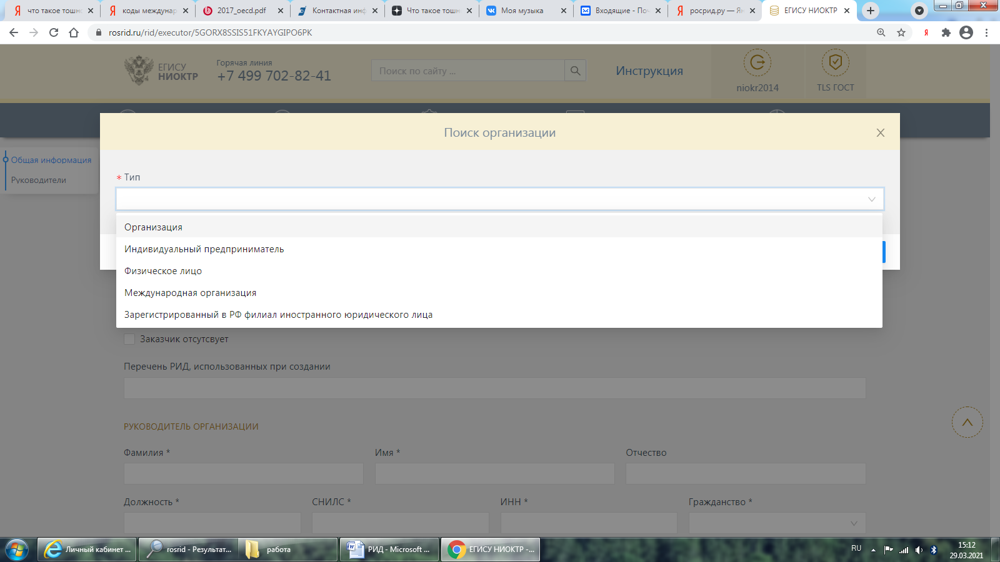 что такое тошно
коды междунар
2017_oecd.pdf
Контактная инф
Что такое тошн
Моя музыка
Входящие - Поч
росрид.ру — Ян
ЕГИСУ НИОКТР
rosrid.ru/rid/executor/5GORX8SSIS51FKYAYGIPO6PK
ЕГИСУ
НИОКТР
Горячая линия
+7 499 702-82-41
Поиск по сайту ...
Инструкция
niokr2014
TLS ГОСТ
Поиск организации
Общая информация
Руководители
* Тип
Организация
Индивидуальный предприниматель
Физическое лицо
Международная организация
Зарегистрированный в РФ филиал иностранного юридического лица
Заказчик отсутсвует
Перечень РИД, использованных при создании
РУКОВОДИТЕЛЬ ОРГАНИЗАЦИИ
Фамилия *
Имя *
Отчество
Должность *
СНИЛС *
ИНН *
Гражданство *
Личный кабинет ...
rosrid - Результат...
работа
РИД - Microsoft ...
ЕГИСУ НИОКТР -...
RU
15:12
29.03.2021